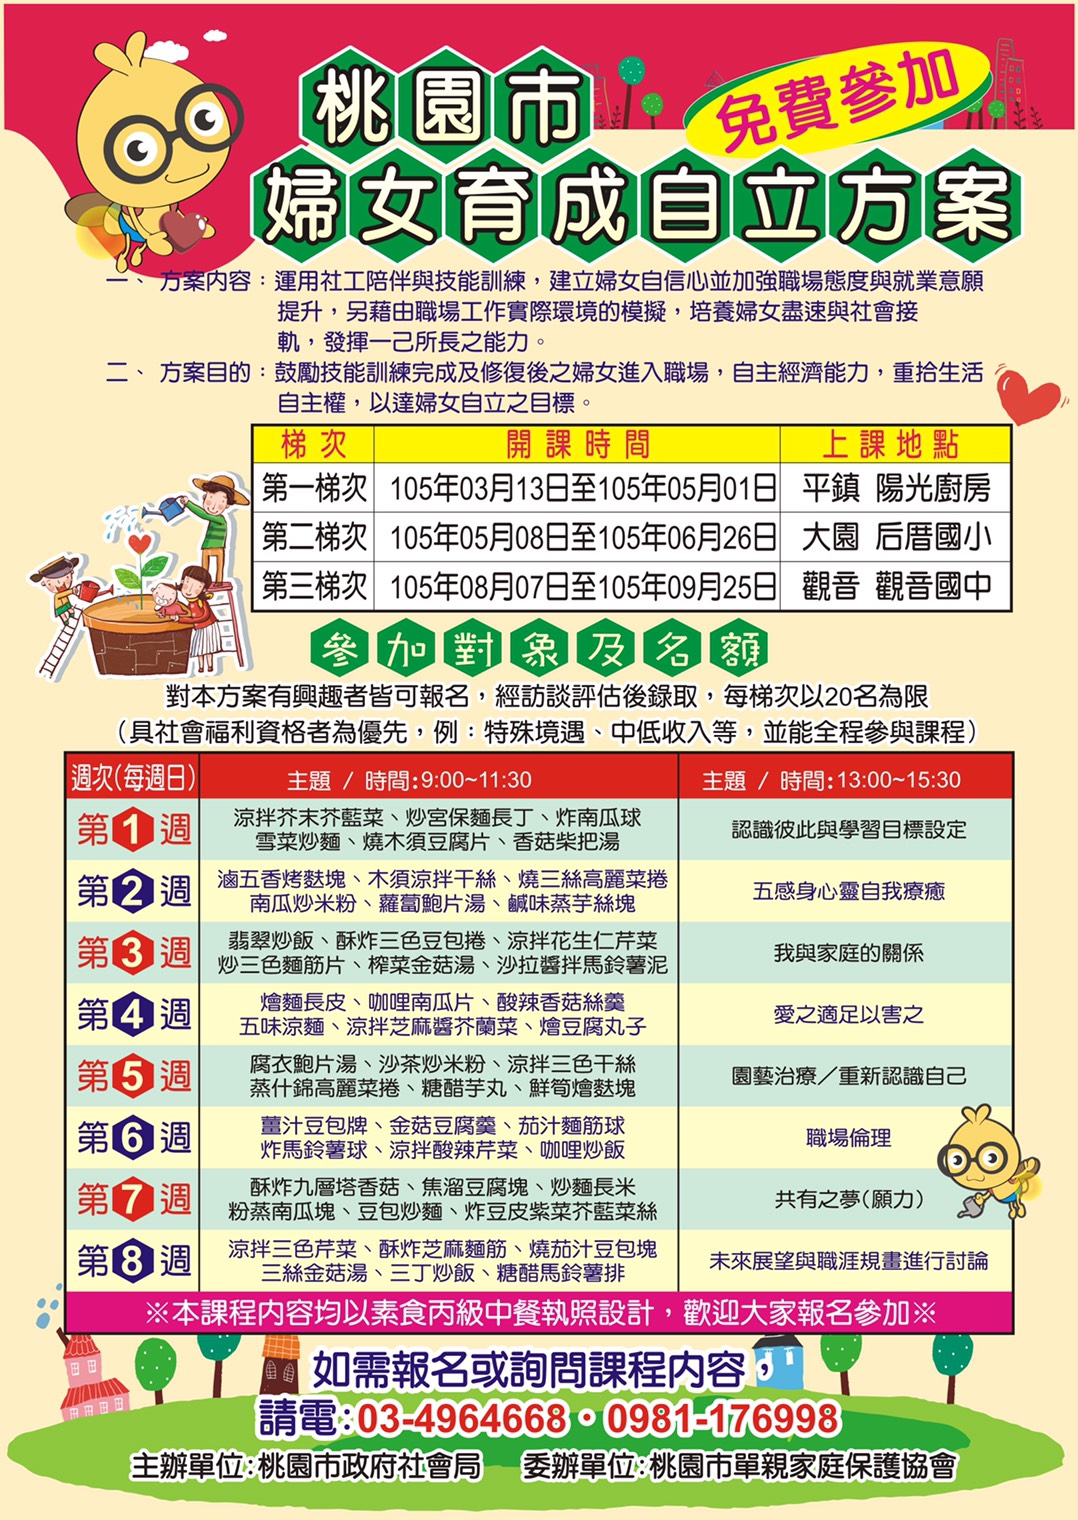 桃園市
免費參加
婦女育成自立方案
一、 方案內容：運用社工陪伴與技能訓練，建立婦女自信心並加強職場態度與就業意願
提升，另藉由職場工作實際環境的模擬，培養婦女盡速與社會接
軌，發揮一己所長之能力。
二、 方案目的：鼓勵技能訓練完成及修復後之婦女進入職場，自主經濟能力，重拾生活
自主權，以達婦女自立之目標。
梯次 開課時間 上課地點
第一梯次 105年03月13日至105年05月01日 平鎮 陽光廚房
第二梯次 105年05月08日至105年06月26日 大園 后厝國小
第三梯次 105年08月07日至105年09月25日 觀音 觀音國中
參加對象及名額
對本方案有興趣者皆可報名，經訪談評估後錄取，每梯次以20名為限
（具社會福利資格者為優先，例：特殊境遇、中低收入等，並能全程參與課程）
週次(每週日) 主題 / 時間:9:00~11:30 主題 / 時間:13:00~15:30
第1週 涼拌芥末芥藍菜、炒宮保麵長丁、炸南瓜球
雪菜炒麵、燒木須豆腐片、香菇柴把湯
認識彼此與學習目標設定
第2週 滷五香烤麩塊、木須涼拌干絲、燒三絲高麗菜捲
南瓜炒米粉、蘿蔔鮑片湯、鹹味蒸芋絲塊
五感身心靈自我療癒
第3週 翡翠炒飯、酥炸三色豆包捲、涼拌花生仁芹菜
炒三色麵筋片、榨菜金菇湯、沙拉醬拌馬鈴薯泥
我與家庭的關係
第4週 燴麵長皮、咖哩南瓜片、酸辣香菇絲羹
五味涼麵、涼拌芝麻醬芥蘭菜、燴豆腐丸子
愛之適足以害之
第5週 腐衣鮑片湯、沙茶炒米粉、涼拌三色干絲
蒸什錦高麗菜捲、糖醋芋丸、鮮筍燴麩塊
園藝治療／重新認識自己
第6週 薑汁豆包牌、金菇豆腐羹、茄汁麵筋球
炸馬鈴薯球、涼拌酸辣芹菜、咖哩炒飯
職場倫理
第7週 酥炸九層塔香菇、焦溜豆腐塊、炒麵長米
粉蒸南瓜塊、豆包炒麵、炸豆皮紫菜芥藍菜絲
共有之夢(願力)
第8週 涼拌三色芹菜、酥炸芝麻麵筋、燒茄汁豆包塊
三絲金菇湯、三丁炒飯、糖醋馬鈴薯排
未來展望與職涯規畫進行討論
※本課程內容均以素食丙級中餐執照設計，歡迎大家報名參加※
如需報名或詢問課程內容，
請電:03-4964668・0981-176998
主辦單位:桃園市政府社會局 委辦單位:桃園市單親家庭保護協會